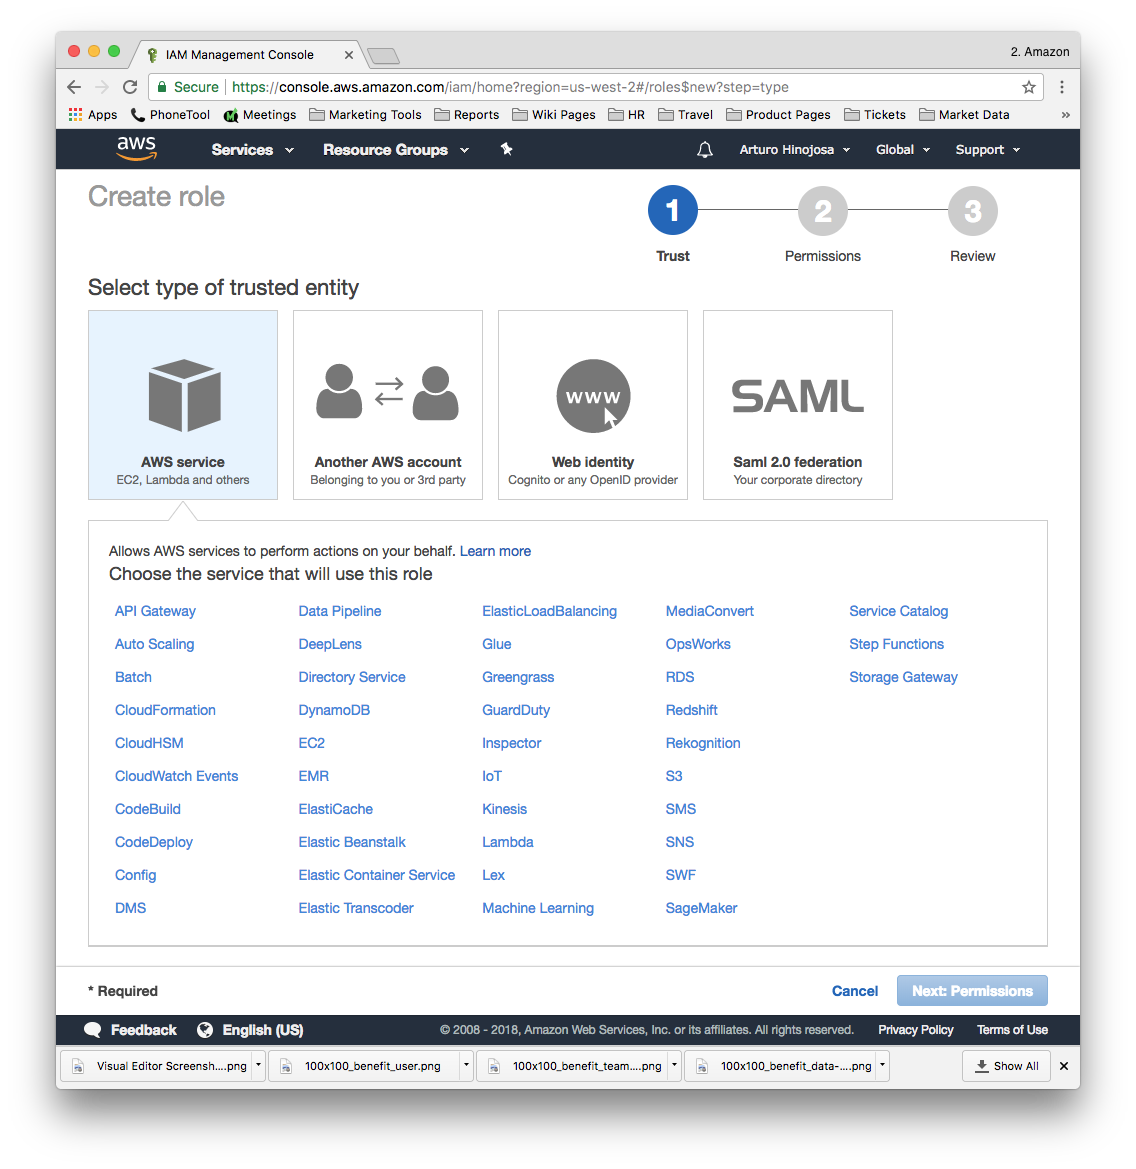 IAM Management Console
2. Amazon
Secure https://console.aws.amazon.com/iam/home?region=us-west-2#/roles$new?step=type
Apps PhoneTool Meetings Marketing Tools Reports Wiki Pages HR Travel Product Pages Tickets Market Data »
aws Services Resource Groups Arturo Hinojosa Global Support
Create role
1 2 3
Trust Permissions Review
Select type of trusted entity
www SAML
AWS service Another AWS account Web identity Saml 2.0 federation
EC2, Lambda and others Belonging to you or 3rd party Cognito or any OpenID provider Your corporate directory
Allows AWS services to perform actions on your behalf. Learn more
Choose the service that will use this role
API Gateway Data Pipeline ElasticLoadBalancing MediaConvert Service Catalog
Auto Scaling DeepLens Glue OpsWorks Step Functions
Batch Directory Service Greengrass RDS Storage Gateway
CloudFormation DynamoDB GuardDuty Redshift
CloudHSM EC2 Inspector Rekognition
CloudWatch Events EMR IoT S3
CodeBuild ElastiCache Kinesis SMS
CodeDeploy Elastic Beanstalk Lambda SNS
Config Elastic Container Service Lex SWF
DMS Elastic Transcoder Machine Learning SageMaker
* Required Cancel Next: Permissions
Feedback English (US) © 2008 - 2018, Amazon Web Services, Inc. or its affiliates. All rights reserved. Privacy Policy Terms of Use
Visual Editor Screensh....png 100x100_benefit_user.png 100x100_benefit_team....png 100x100_benefit_data-....png Show All